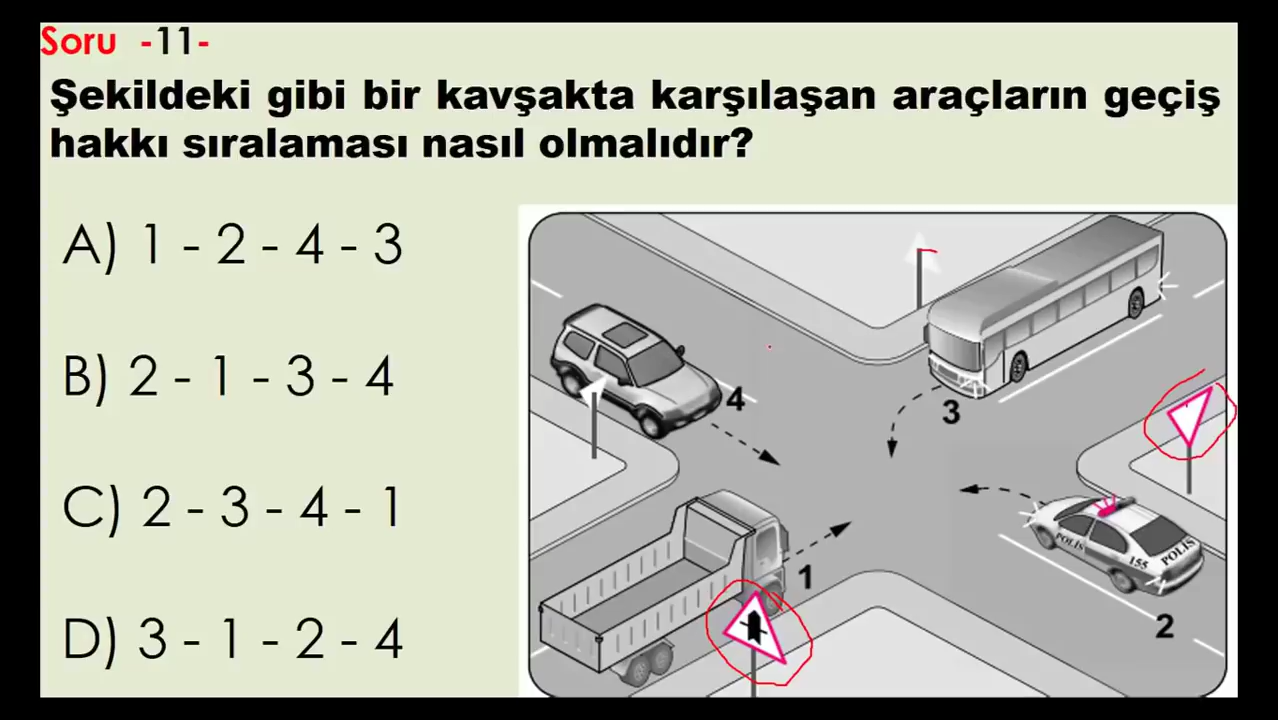 Soru -11-
Şekildeki gibi bir kavşakta karşılaşan araçların geçiş
hakkı sıralaması nasıl olmalıdır?
A) 1 - 2 - 4 - 3
B) 2 - 1 - 3 - 4
C) 2 - 3 - 4 - 1
D) 3 - 1 - 2 - 4
4
3
1
POLİS
155
POLİS
2